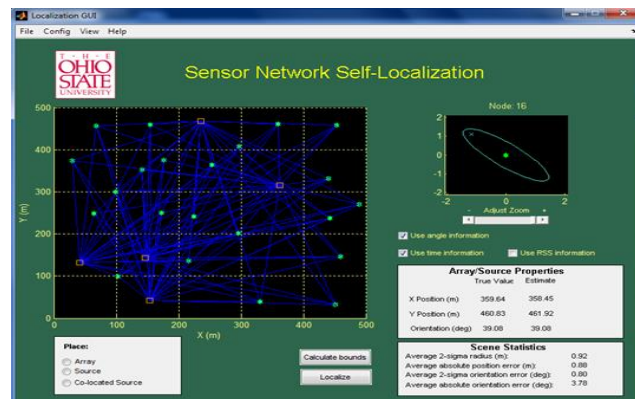 Localization GUI
File Config View Help
T·H·E
OHIO
STATE
UNIVERSITY
Sensor Network Self-Localization
Node: 16
500
400
300
200
100
0
0 100 200 300 400 500
Y (m)
X (m)
2
1
0
-1
-2
-2 0 2
- Adjust Zoom +
Use angle information
Use time information
Use RSS information
Array/Source Properties
True Value Estimate
X Position (m) 359.64 358.45
Y Position (m) 460.83 461.92
Orientation (deg) 39.08 39.08
Place:
Array
Source
Co-located Source
Calculate bounds
Localize
Scene Statistics
Average 2-sigma radius (m): 0.92
Average absolute position error (m): 0.88
Average 2-sigma orientation error (deg): 0.80
Average absolute orientation error (deg): 3.78